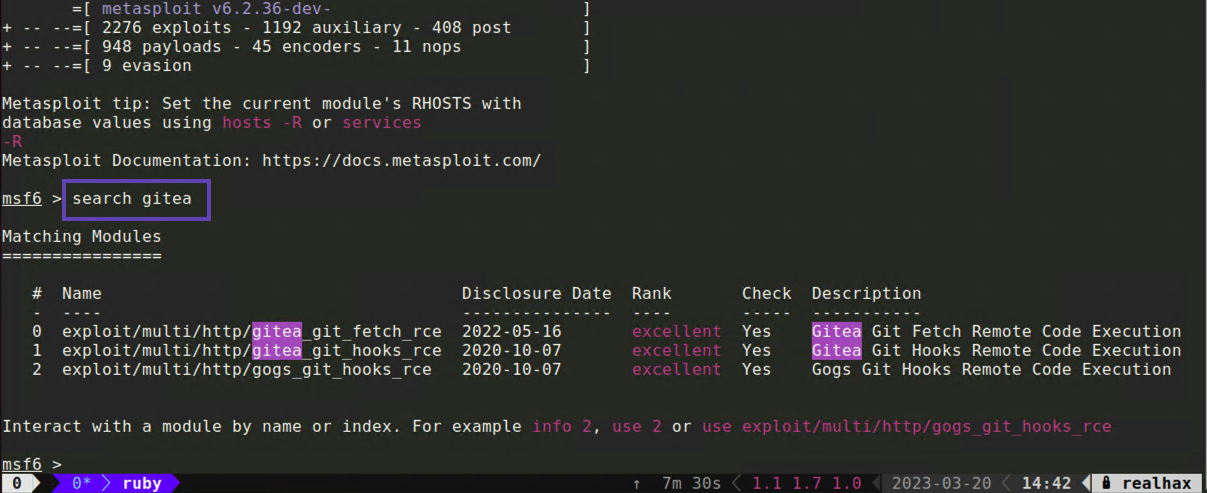 =[ metasploit v6.2.36-dev- ]
+ -- --=[ 2276 exploits - 1192 auxiliary - 408 post ]
+ -- --=[ 948 payloads - 45 encoders - 11 nops ]
+ -- --=[ 9 evasion ]
Metasploit tip: Set the current module's RHOSTS with
database values using hosts -R or services
-R
Metasploit Documentation: https://docs.metasploit.com/
msf6 > search gitea
Matching Modules
================
# Name Disclosure Date Rank Check Description
- ---- --------------- ---- ----- -----------
0 exploit/multi/http/gitea_git_fetch_rce 2022-05-16 excellent Yes Gitea Git Fetch Remote Code Execution
1 exploit/multi/http/gitea_git_hooks_rce 2020-10-07 excellent Yes Gitea Git Hooks Remote Code Execution
2 exploit/multi/http/gogs_git_hooks_rce 2020-10-07 excellent Yes Gogs Git Hooks Remote Code Execution
Interact with a module by name or index. For example info 2, use 2 or use exploit/multi/http/gogs_git_hooks_rce
msf6 >
0 0* ruby ↑ 7m 30s 1.1 1.7 1.0 2023-03-20 14:42 realhax